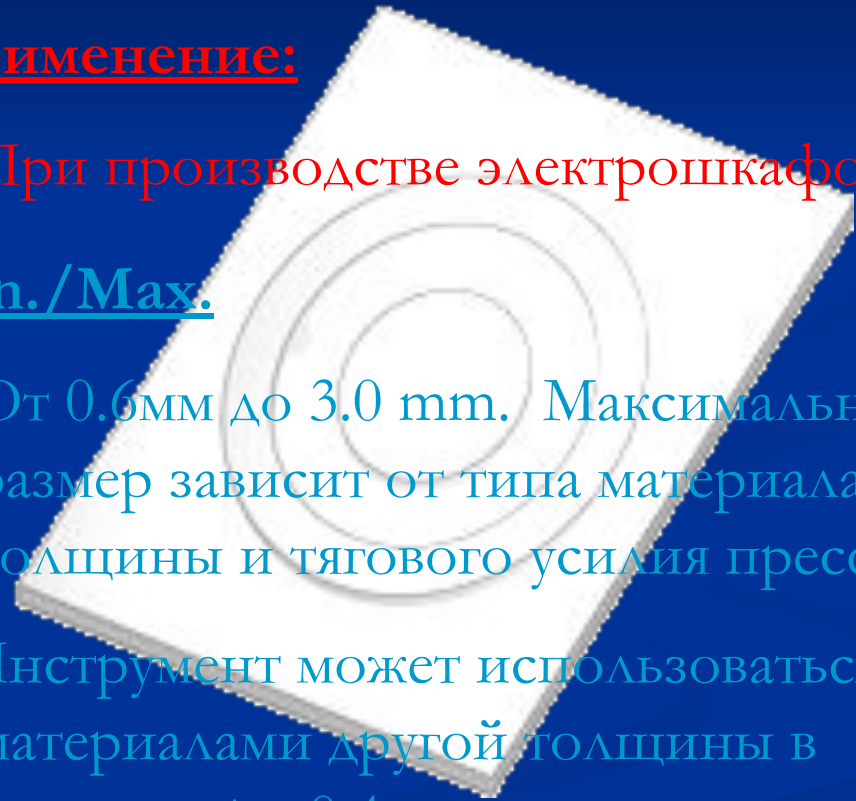 именение:
При производстве электрошкафо
n./Max.
От 0.6мм до 3.0 mm. Максимальн
размер зависит от типа материала
олщины и тягового усилия пресс
Инструмент может использоватьс
материалами другой толщины в